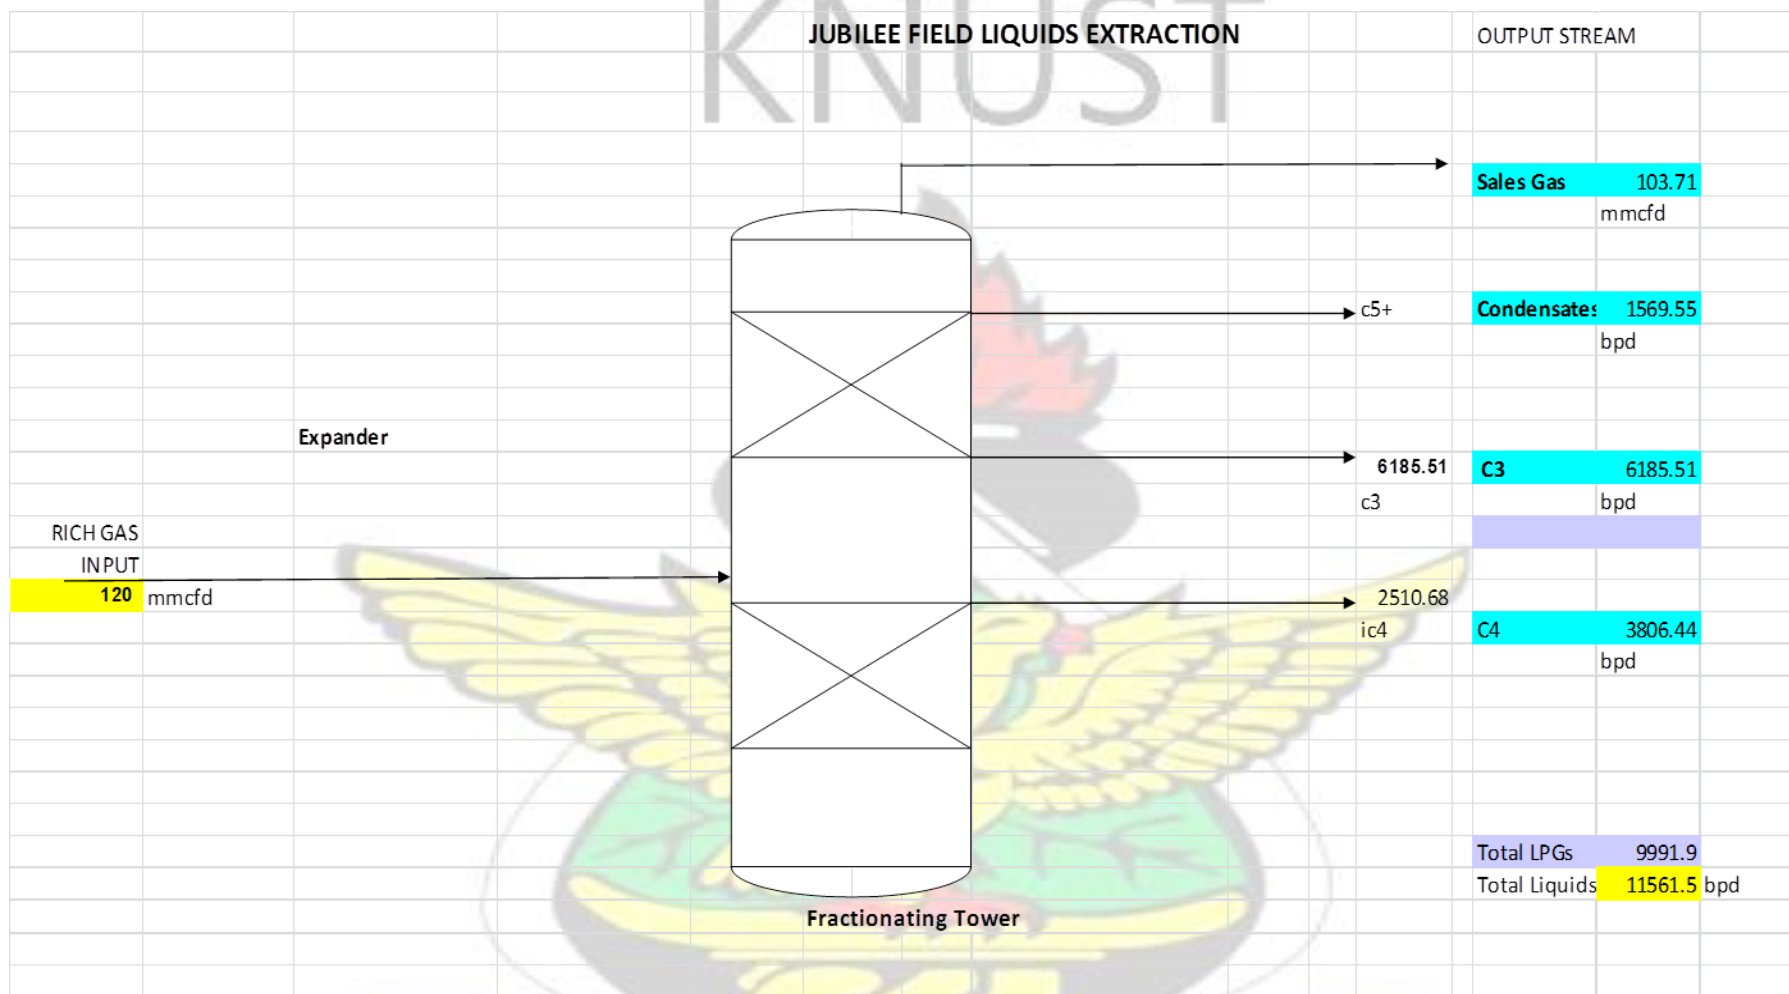 KNUST
JUBILEE FIELD LIQUIDS EXTRACTION
OUTPUT STREAM
Sales Gas 103.71
mmcfd
c5+
Condensates 1569.55
bpd
Expander
6185.51
c3
C3 6185.51
bpd
RICH GAS
INPUT
120 mmcfd
2510.68
ic4
C4 3806.44
bpd
Total LPGs 9991.9
Total Liquids 11561.5 bpd
Fractionating Tower